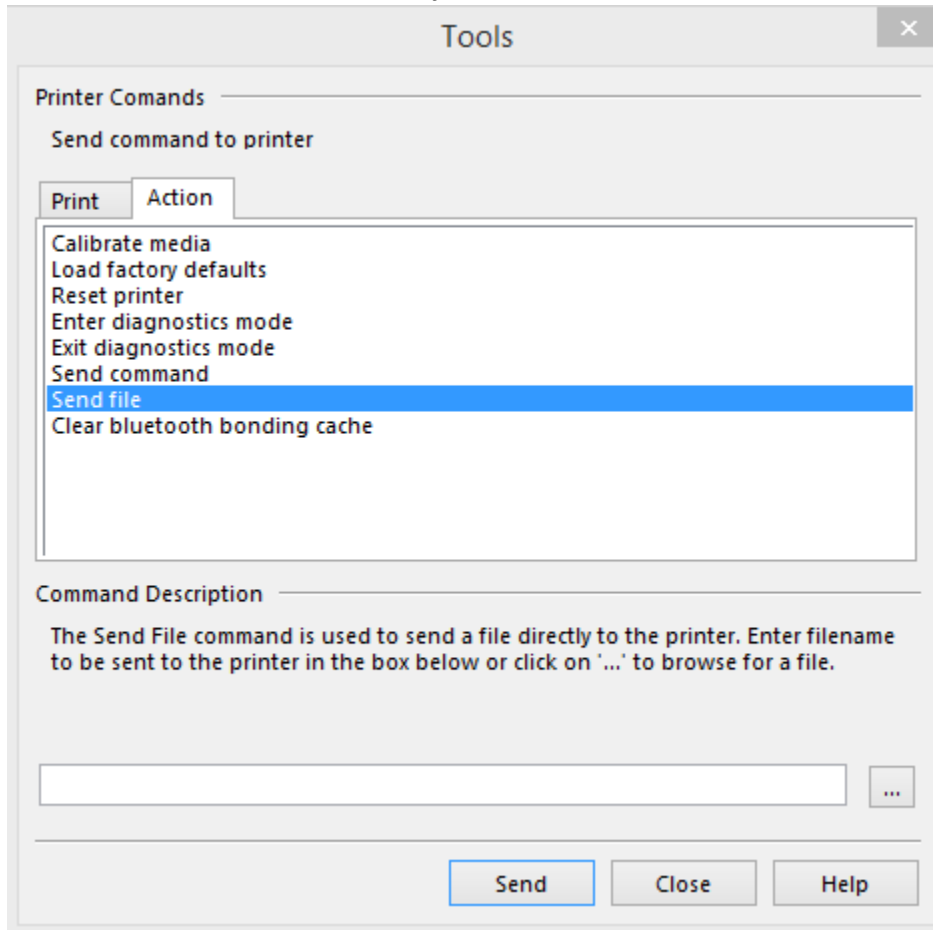 Tools
Printer Comands
Send command to printer
Print Action
Calibrate media
Load factory defaults
Reset printer
Enter diagnostics mode
Exit diagnostics mode
Send command
Send file
Clear bluetooth bonding cache
Command Description
The Send File command is used to send a file directly to the printer. Enter filename
to be sent to the printer in the box below or click on '...' to browse for a file.
...
Send Close Help